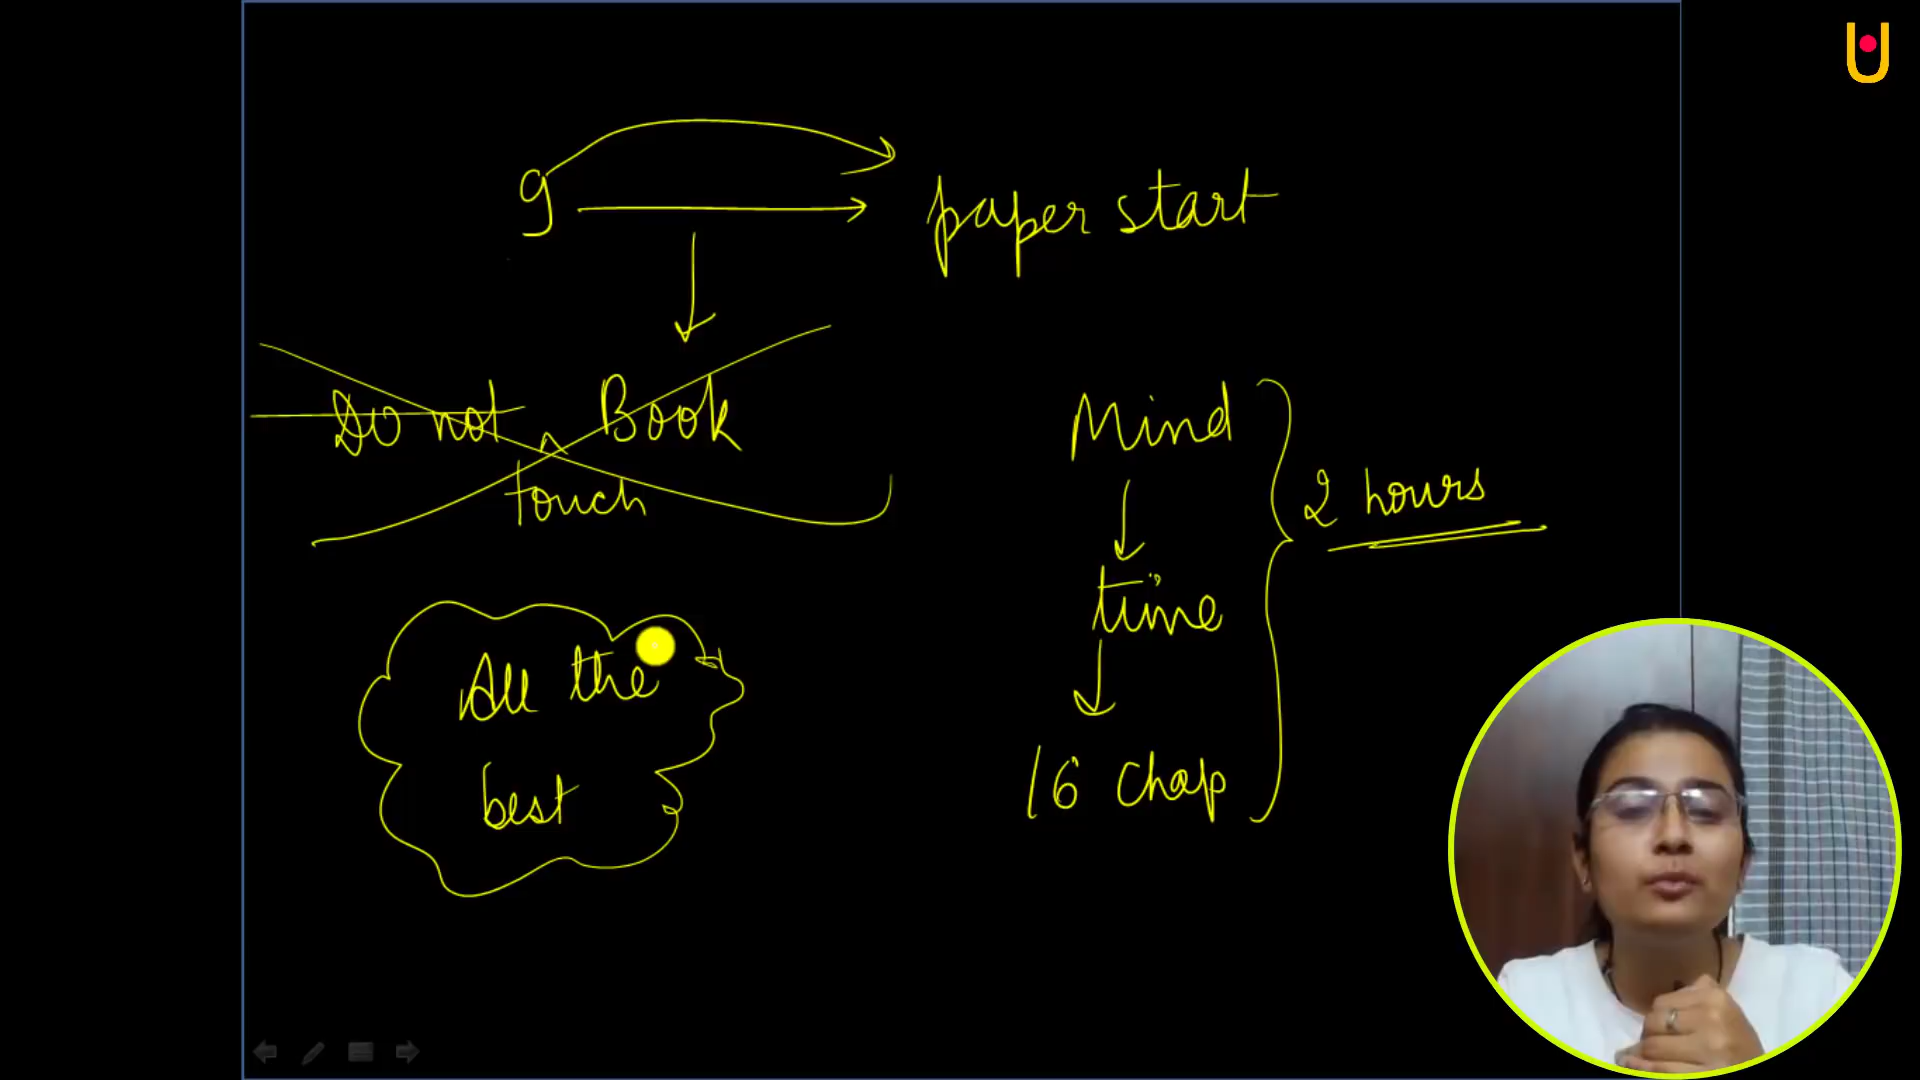 9
paper start
Do not Book
touch
Mind
time
16 Chap
2 hours
All the
best